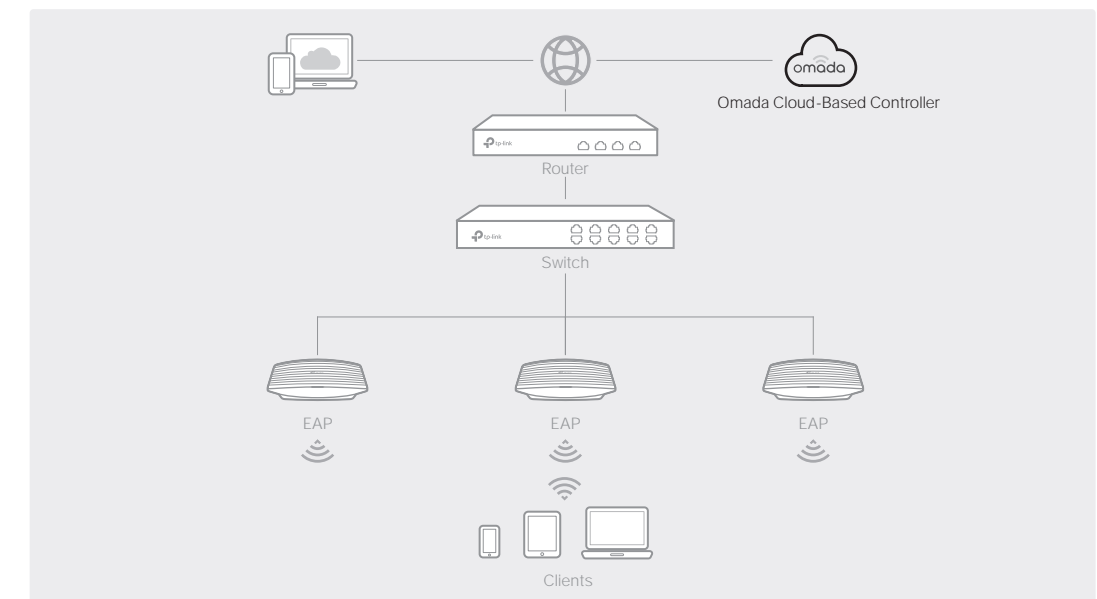 omada
Omada Cloud-Based Controller
tp-link
Router
tp-link
Switch
EAP EAP EAP
Clients